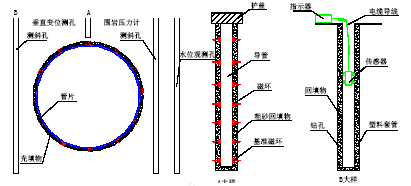 B
A
垂直变位测孔
围岩压力计
测斜孔
测斜孔
水位观测孔
管片
充填物
护盖
导管
磁环
粗砂回填物
基准磁环
A大样
指示器
电缆导线
传感器
回填物
钻孔
塑料套管
B大样